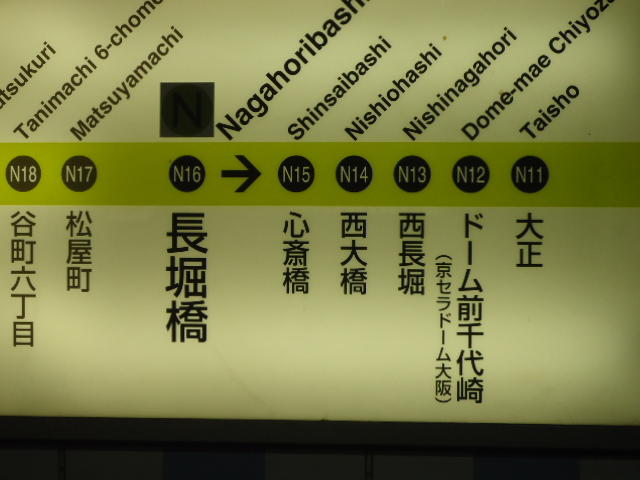 Tanimachi 6-chome
Matsuyamachi
N
Nagahoribashi
Shinsaibashi
Nishiohashi
Nishinagahori
Dome-mae
Taisho
N18
N17
N16
→
N15
N14
N13
N12
N11
谷町六丁目
松屋町
長堀橋
心斎橋
西大橋
西長堀
ドーム前千代崎
(京セラドーム大阪)
大正